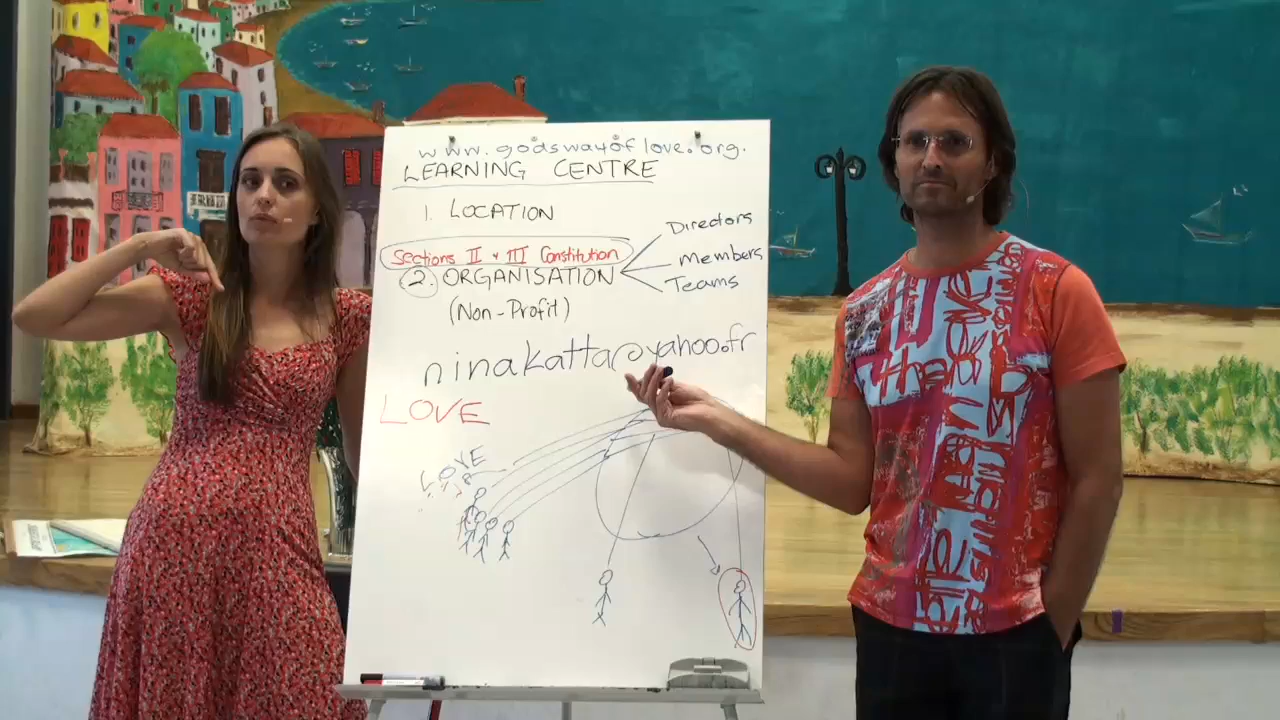 www.godswayoflove.org.
LEARNING CENTRE
1. LOCATION
Directors
Sections II & III Constitution
Members
2. ORGANISATION
Teams
(Non-Profit)
ninakatta@yahoo.fr
LOVE
LOVE